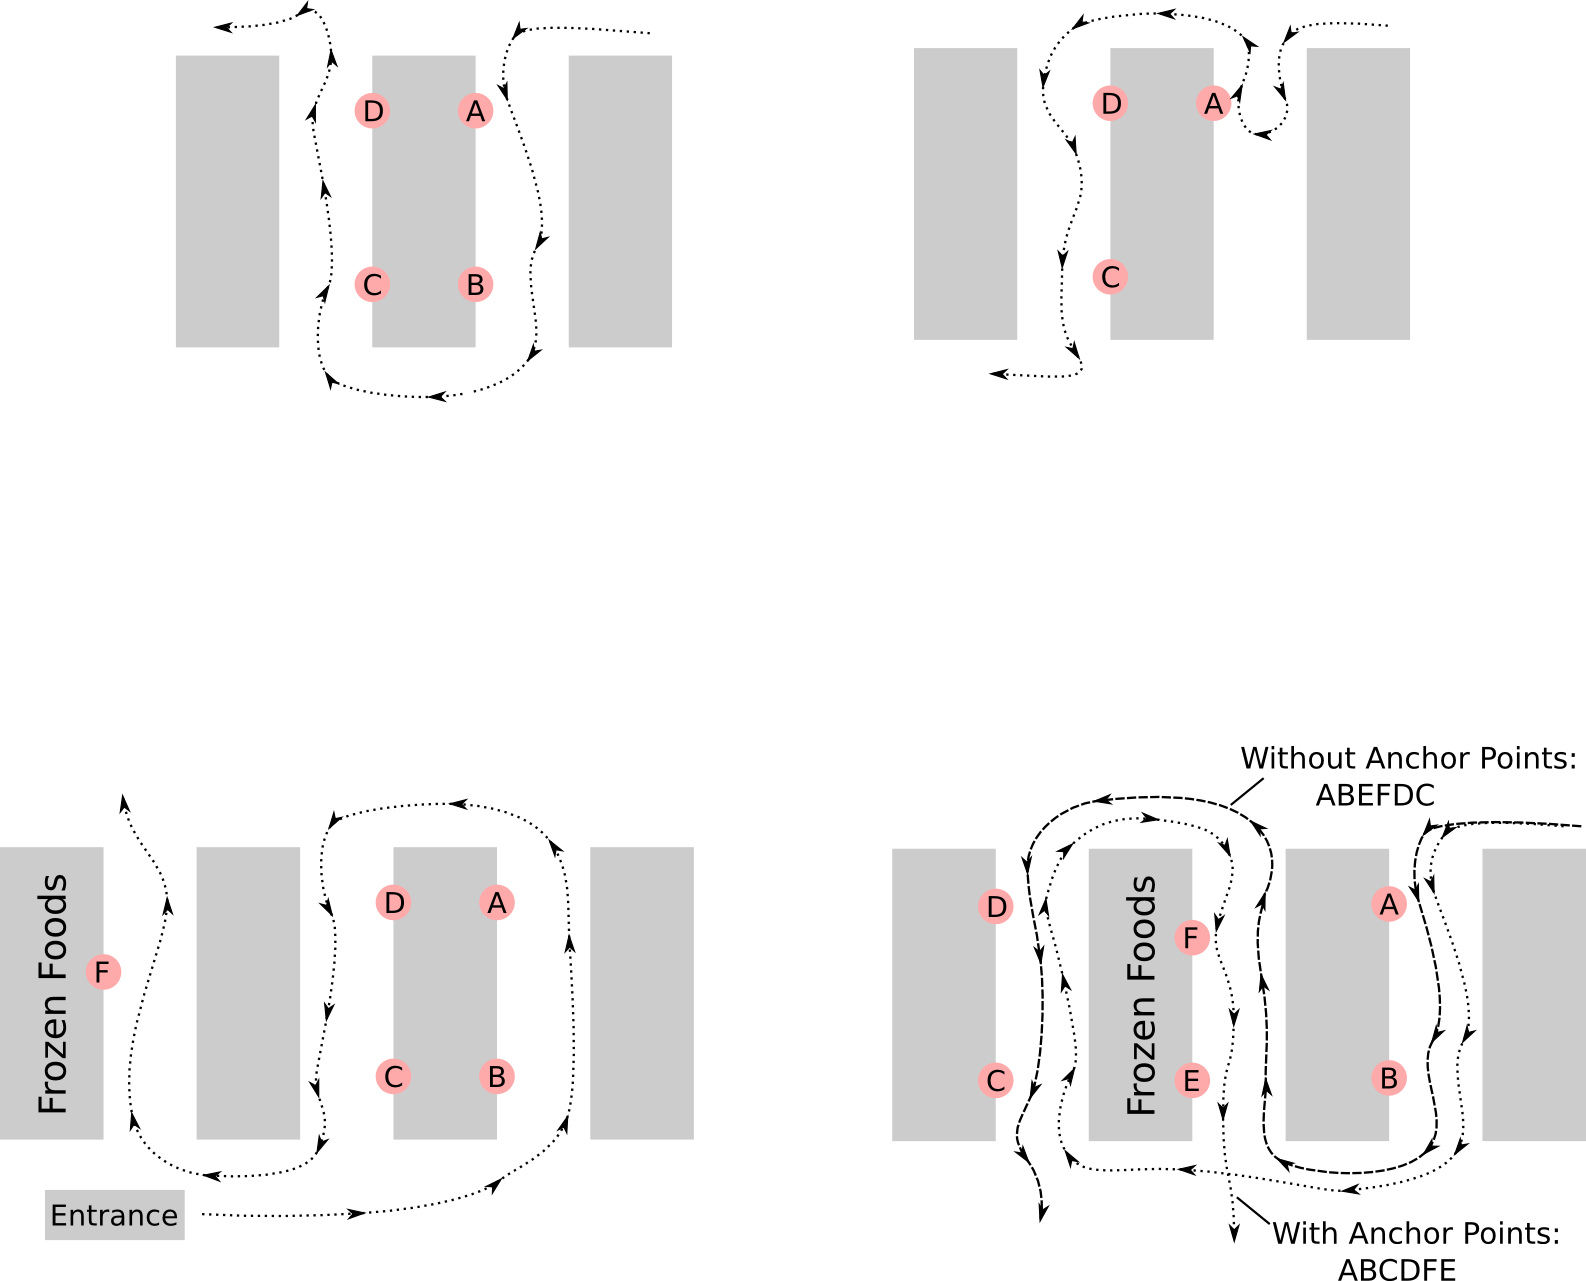 D
A
C
B
D
A
C
Without Anchor Points:
ABEFDC
D
A
F
C
B
Frozen Foods
Entrance
D
A
F
C
E
B
Frozen Foods
With Anchor Points:
ABCDFE